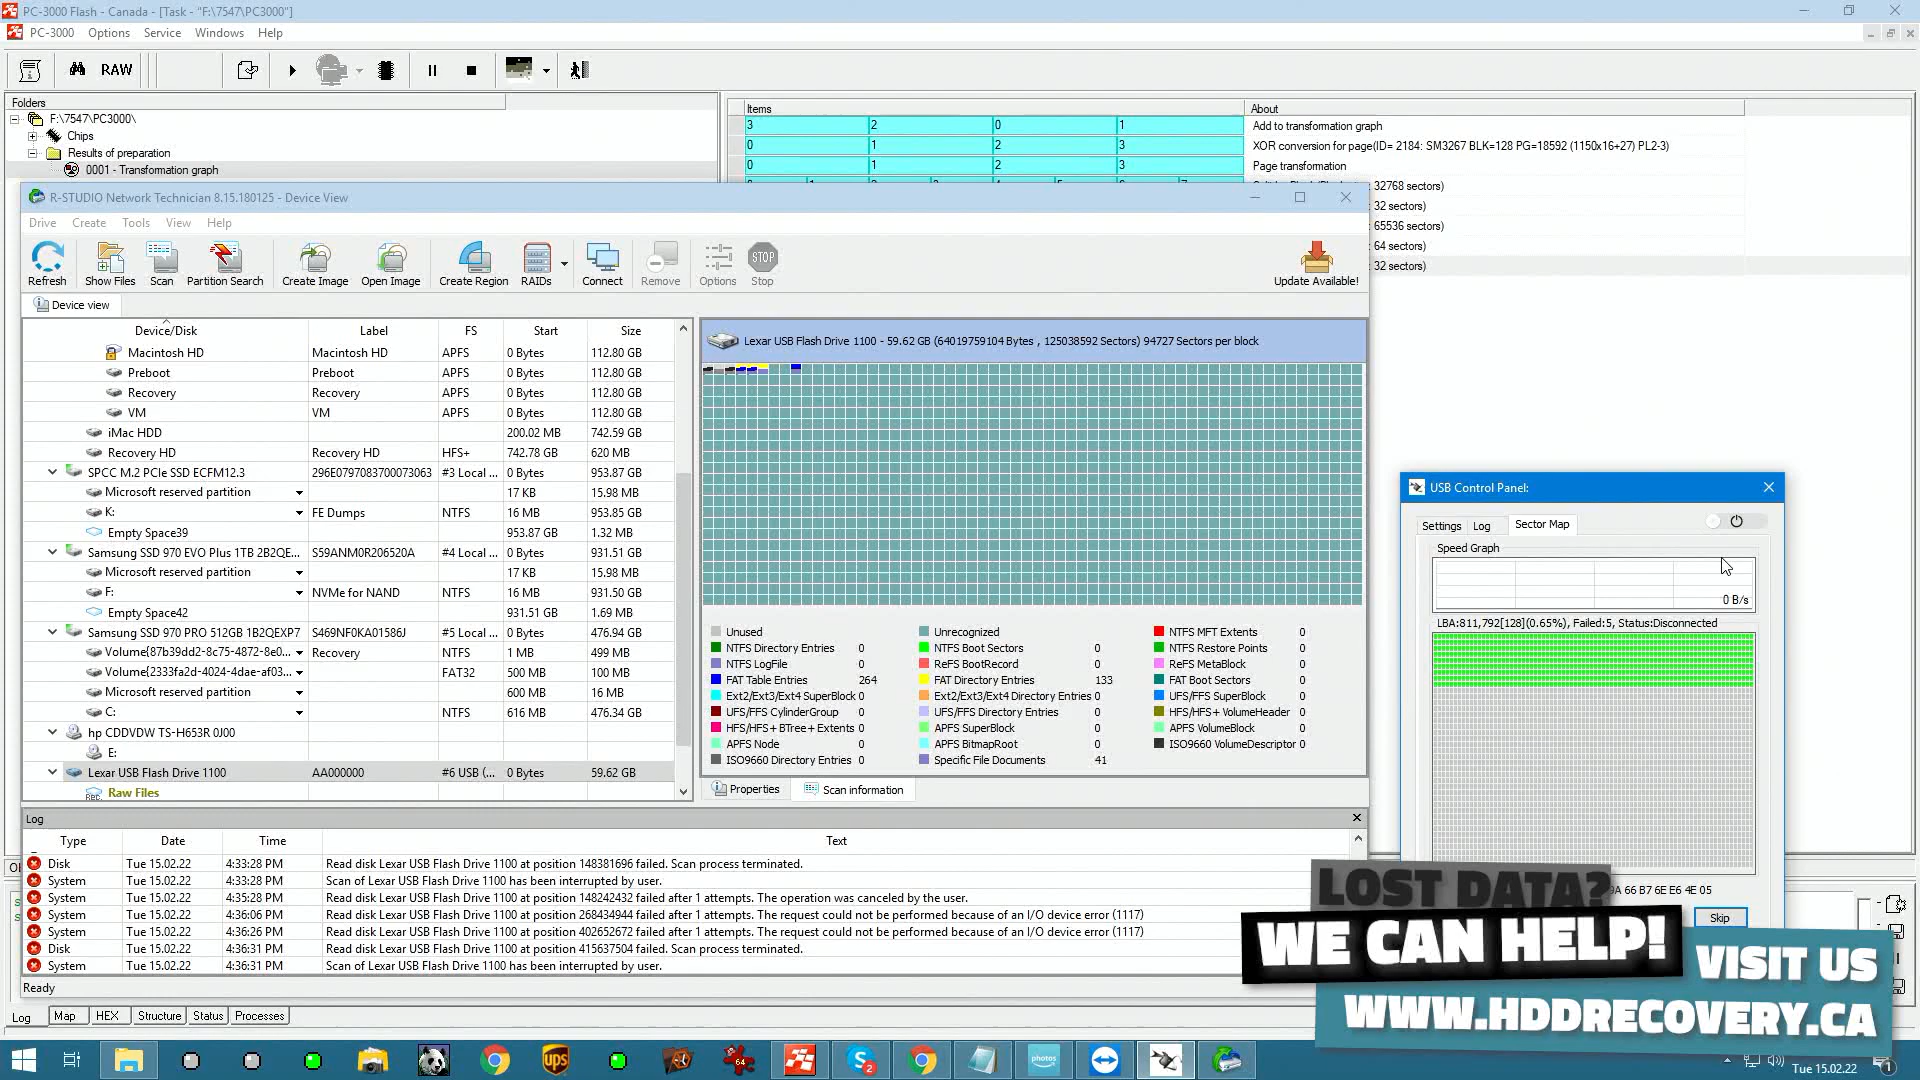 PC-3000 Flash - Canada - [Task - "F:\7547\PC3000"]
PC-3000 Options Service Windows Help
RAW
Folders
F:\7547\PC3000\
Chips
Results of preparation
0001 - Transformation graph
Items About
3 2 0 1 Add to transformation graph
0 1 2 3 XOR conversion for page(ID= 2184: SM3267 BLK=128 PG=18592 (1150x16+27) PL2-3)
0 1 2 3 Page transformation
: 32768 sectors)
: 32 sectors)
: 65536 sectors)
: 64 sectors)
: 32 sectors)
R-STUDIO Network Technician 8.15.180125 - Device View
Drive Create Tools View Help
Refresh Show Files Scan Partition Search Create Image Open Image Create Region RAIDs Connect Remove Options STOP Stop Update Available!
Device view
Device/Disk Label FS Start Size
Macintosh HD Macintosh HD APFS 0 Bytes 112.80 GB
Preboot Preboot APFS 0 Bytes 112.80 GB
Recovery Recovery APFS 0 Bytes 112.80 GB
VM VM APFS 0 Bytes 112.80 GB
iMac HDD 200.02 MB 742.59 GB
Recovery HD Recovery HD HFS+ 742.78 GB 620 MB
SPCC M.2 PCIe SSD ECFM12.3 296E0797083700073063 #3 Local ... 0 Bytes 953.87 GB
Microsoft reserved partition 17 KB 15.98 MB
K: FE Dumps NTFS 16 MB 953.85 GB
Empty Space39 953.87 GB 1.32 MB
Samsung SSD 970 EVO Plus 1TB 2B2QE... S59ANM0R206520A #4 Local ... 0 Bytes 931.51 GB
Microsoft reserved partition 17 KB 15.98 MB
F: NVMe for NAND NTFS 16 MB 931.50 GB
Empty Space42 931.51 GB 1.69 MB
Samsung SSD 970 PRO 512GB 1B2QEXP7 S469NF0KA01586J #5 Local ... 0 Bytes 476.94 GB
Volume{87b39dd2-8c75-4872-8e0... Recovery NTFS 1 MB 499 MB
Volume{2333fa2d-4024-4dae-af03... FAT32 500 MB 100 MB
Microsoft reserved partition 600 MB 16 MB
C: NTFS 616 MB 476.34 GB
hp CDDVDW TS-H653R 0J00
E:
Lexar USB Flash Drive 1100 AA000000 #6 USB (... 0 Bytes 59.62 GB
Raw Files
Lexar USB Flash Drive 1100 - 59.62 GB (64019759104 Bytes , 125038592 Sectors) 94727 Sectors per block
Unused Unrecognized NTFS MFT Extents 0
NTFS Directory Entries 0 NTFS Boot Sectors 0 NTFS Restore Points 0
NTFS LogFile 0 ReFS BootRecord 0 ReFS MetaBlock 0
FAT Table Entries 264 FAT Directory Entries 133 FAT Boot Sectors 0
Ext2/Ext3/Ext4 SuperBlock 0 Ext2/Ext3/Ext4 Directory Entries 0 UFS/FFS SuperBlock 0
UFS/FFS CylinderGroup 0 UFS/FFS Directory Entries 0 HFS/HFS+ VolumeHeader 0
HFS/HFS+ BTree+ Extents 0 APFS SuperBlock 0 APFS VolumeBlock 0
APFS Node 0 APFS BitmapRoot 0 ISO9660 VolumeDescriptor 0
ISO9660 Directory Entries 0 Specific File Documents 41
Properties Scan information
USB Control Panel:
Settings Log Sector Map
Speed Graph
0 B/s
LBA:811,792[128](0.65%), Failed:5, Status:Disconnected
9A 66 B7 6E E6 4E 05
Skip
Log
Type Date Time Text
Disk Tue 15.02.22 4:33:28 PM Read disk Lexar USB Flash Drive 1100 at position 148381696 failed. Scan process terminated.
System Tue 15.02.22 4:33:28 PM Scan of Lexar USB Flash Drive 1100 has been interrupted by user.
System Tue 15.02.22 4:35:28 PM Read disk Lexar USB Flash Drive 1100 at position 148242432 failed after 1 attempts. The operation was canceled by the user.
System Tue 15.02.22 4:36:06 PM Read disk Lexar USB Flash Drive 1100 at position 268434944 failed after 1 attempts. The request could not be performed because of an I/O device error (1117)
System Tue 15.02.22 4:36:26 PM Read disk Lexar USB Flash Drive 1100 at position 402652672 failed after 1 attempts. The request could not be performed because of an I/O device error (1117)
Disk Tue 15.02.22 4:36:31 PM Read disk Lexar USB Flash Drive 1100 at position 415637504 failed. Scan process terminated.
System Tue 15.02.22 4:36:31 PM Scan of Lexar USB Flash Drive 1100 has been interrupted by user.
Ready
Log Map HEX Structure Status Processes
LOST DATA?
WE CAN HELP!
VISIT US
WWW.HDDRECOVERY.CA
ups 64 S 2 photos
Tue 15.02.22 1